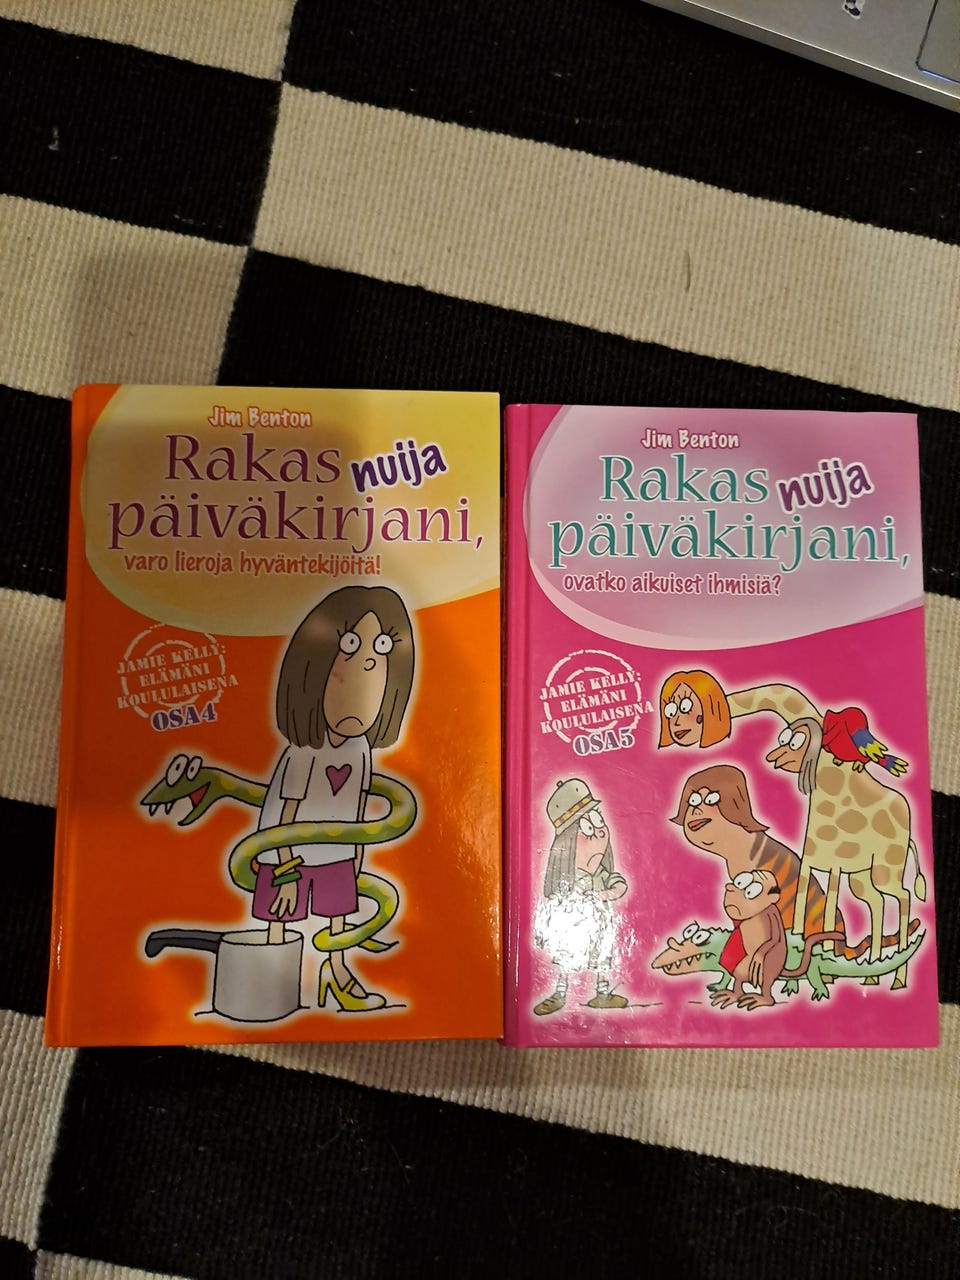 Jim Benton
Rakas nuija
päiväkirjani,
varo lieroja hyväntekijöitä!
JAMIE KELLY:
ELÄMÄNI
KOULULAISENA
OSA 4
Jim Benton
Rakas nuija
päiväkirjani,
ovatko aikuiset ihmisiä?
JAMIE KELLY:
ELÄMÄNI
KOULULAISENA
OSA 5